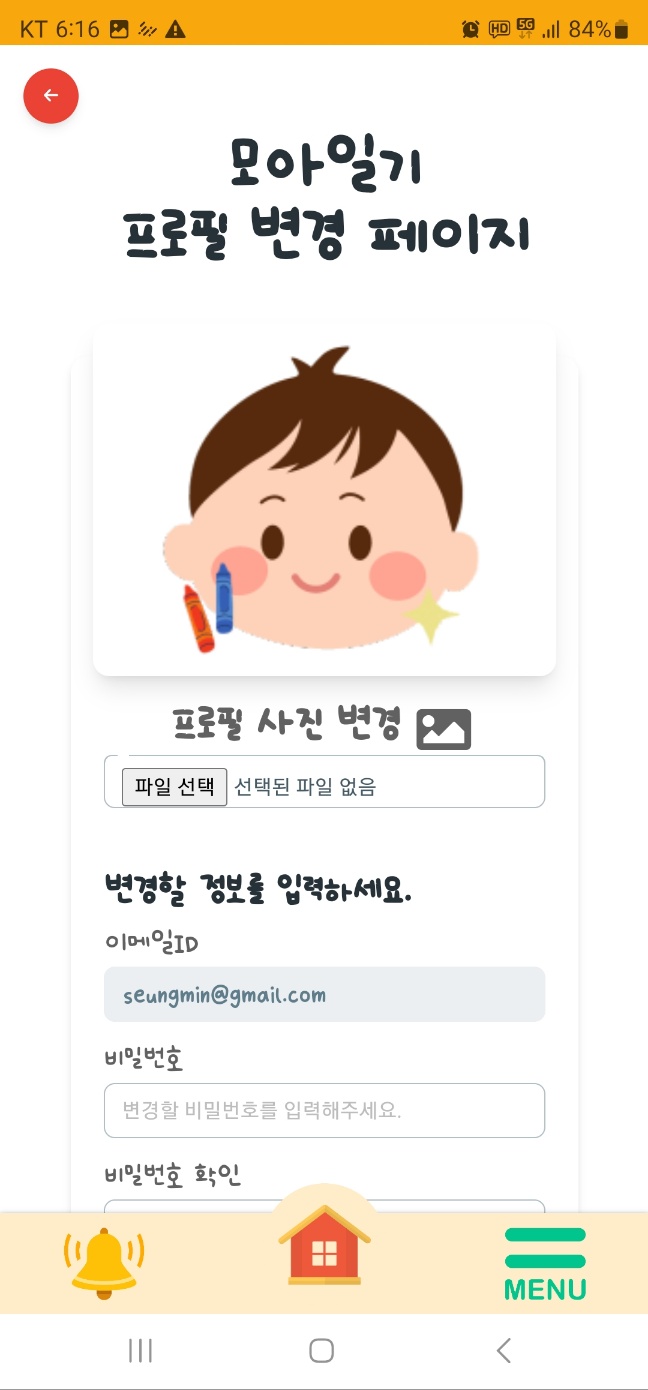 KT 6:16
HD 5G 84%
모아일기
프로필 변경 페이지
프로필 사진 변경
파일 선택 선택된 파일 없음
변경할 정보를 입력하세요.
이메일ID
seungmin@gmail.com
비밀번호
변경할 비밀번호를 입력해주세요.
비밀번호 확인
MENU